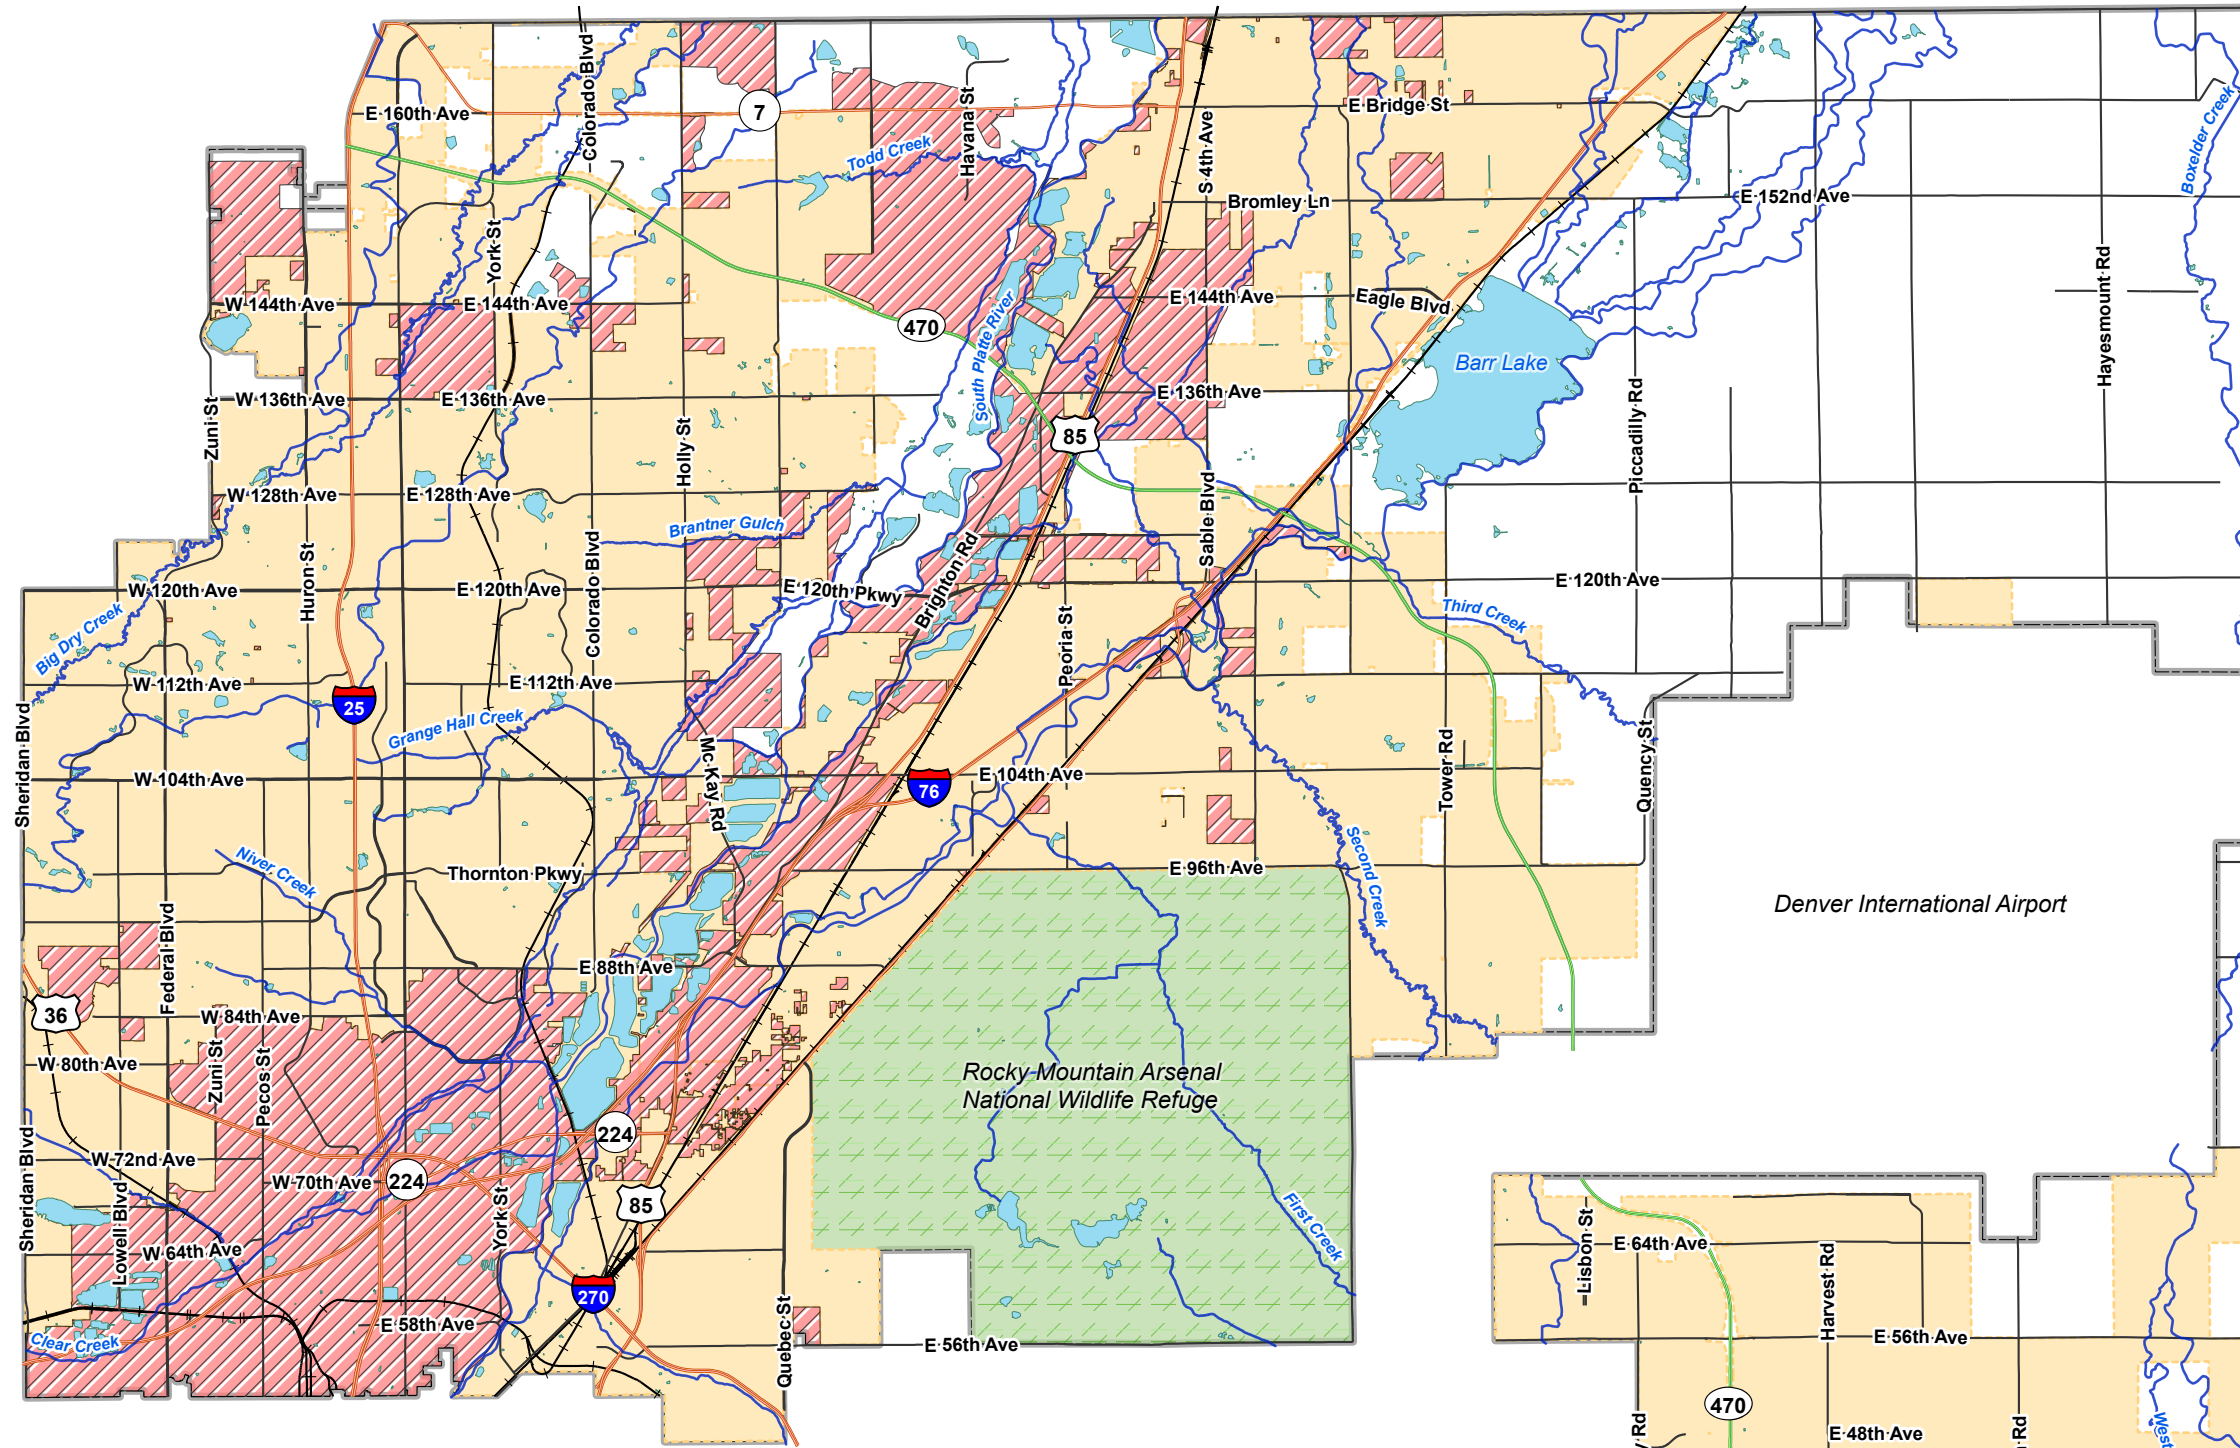 Colorado Blvd
E 160th Ave
7
Havana St
S 4th Ave
E Bridge St
Boxelder Creek
Todd Creek
Bromley Ln
E 152nd Ave
York St
W 144th Ave
E 144th Ave
E 144th Ave
Eagle Blvd
Hayesmount Rd
470
South Platte River
Barr Lake
W 136th Ave
E 136th Ave
E 136th Ave
Zuni St
Holly St
85
Piccadilly Rd
W 128th Ave
E 128th Ave
Sable Blvd
Brantner Gulch
Huron St
Colorado Blvd
Brighton Rd
W 120th Ave
E 120th Ave
E 120th Pkwy
E 120th Ave
Big Dry Creek
Peoria St
Third Creek
W 112th Ave
E 112th Ave
25
Grange Hall Creek
Sheridan Blvd
Mc Kay Rd
Tower Rd
Quency St
W 104th Ave
E 104th Ave
76
Niver Creek
Thornton Pkwy
E 96th Ave
Second Creek
Denver International Airport
Federal Blvd
E 88th Ave
36
W 84th Ave
W 80th Ave
Zuni St
Pecos St
Rocky Mountain Arsenal
National Wildlife Refuge
224
W 72nd Ave
W 70th Ave
224
Sheridan Blvd
Lowell Blvd
York St
85
First Creek
W 64th Ave
Lisbon St
E 64th Ave
270
Harvest Rd
Clear Creek
E 58th Ave
Quebec St
E 56th Ave
E 56th Ave
470
Rd
E 48th Ave
Rd
West